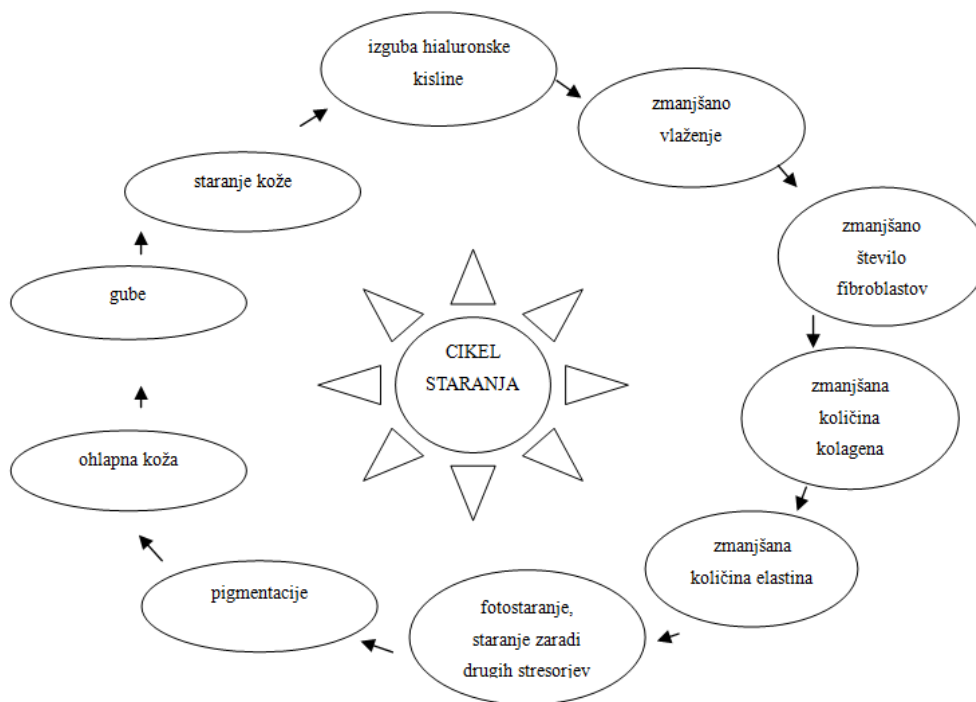 izguba hialuronske
kisline
zmanjšano
vlaženje
zmanjšano
število
fibroblastov
zmanjšana
količina
kolagena
zmanjšana
količina elastina
fotostaranje,
staranje zaradi
drugih stresorjev
pigmentacije
ohlapna koža
gube
staranje kože
CIKEL
STARANJA